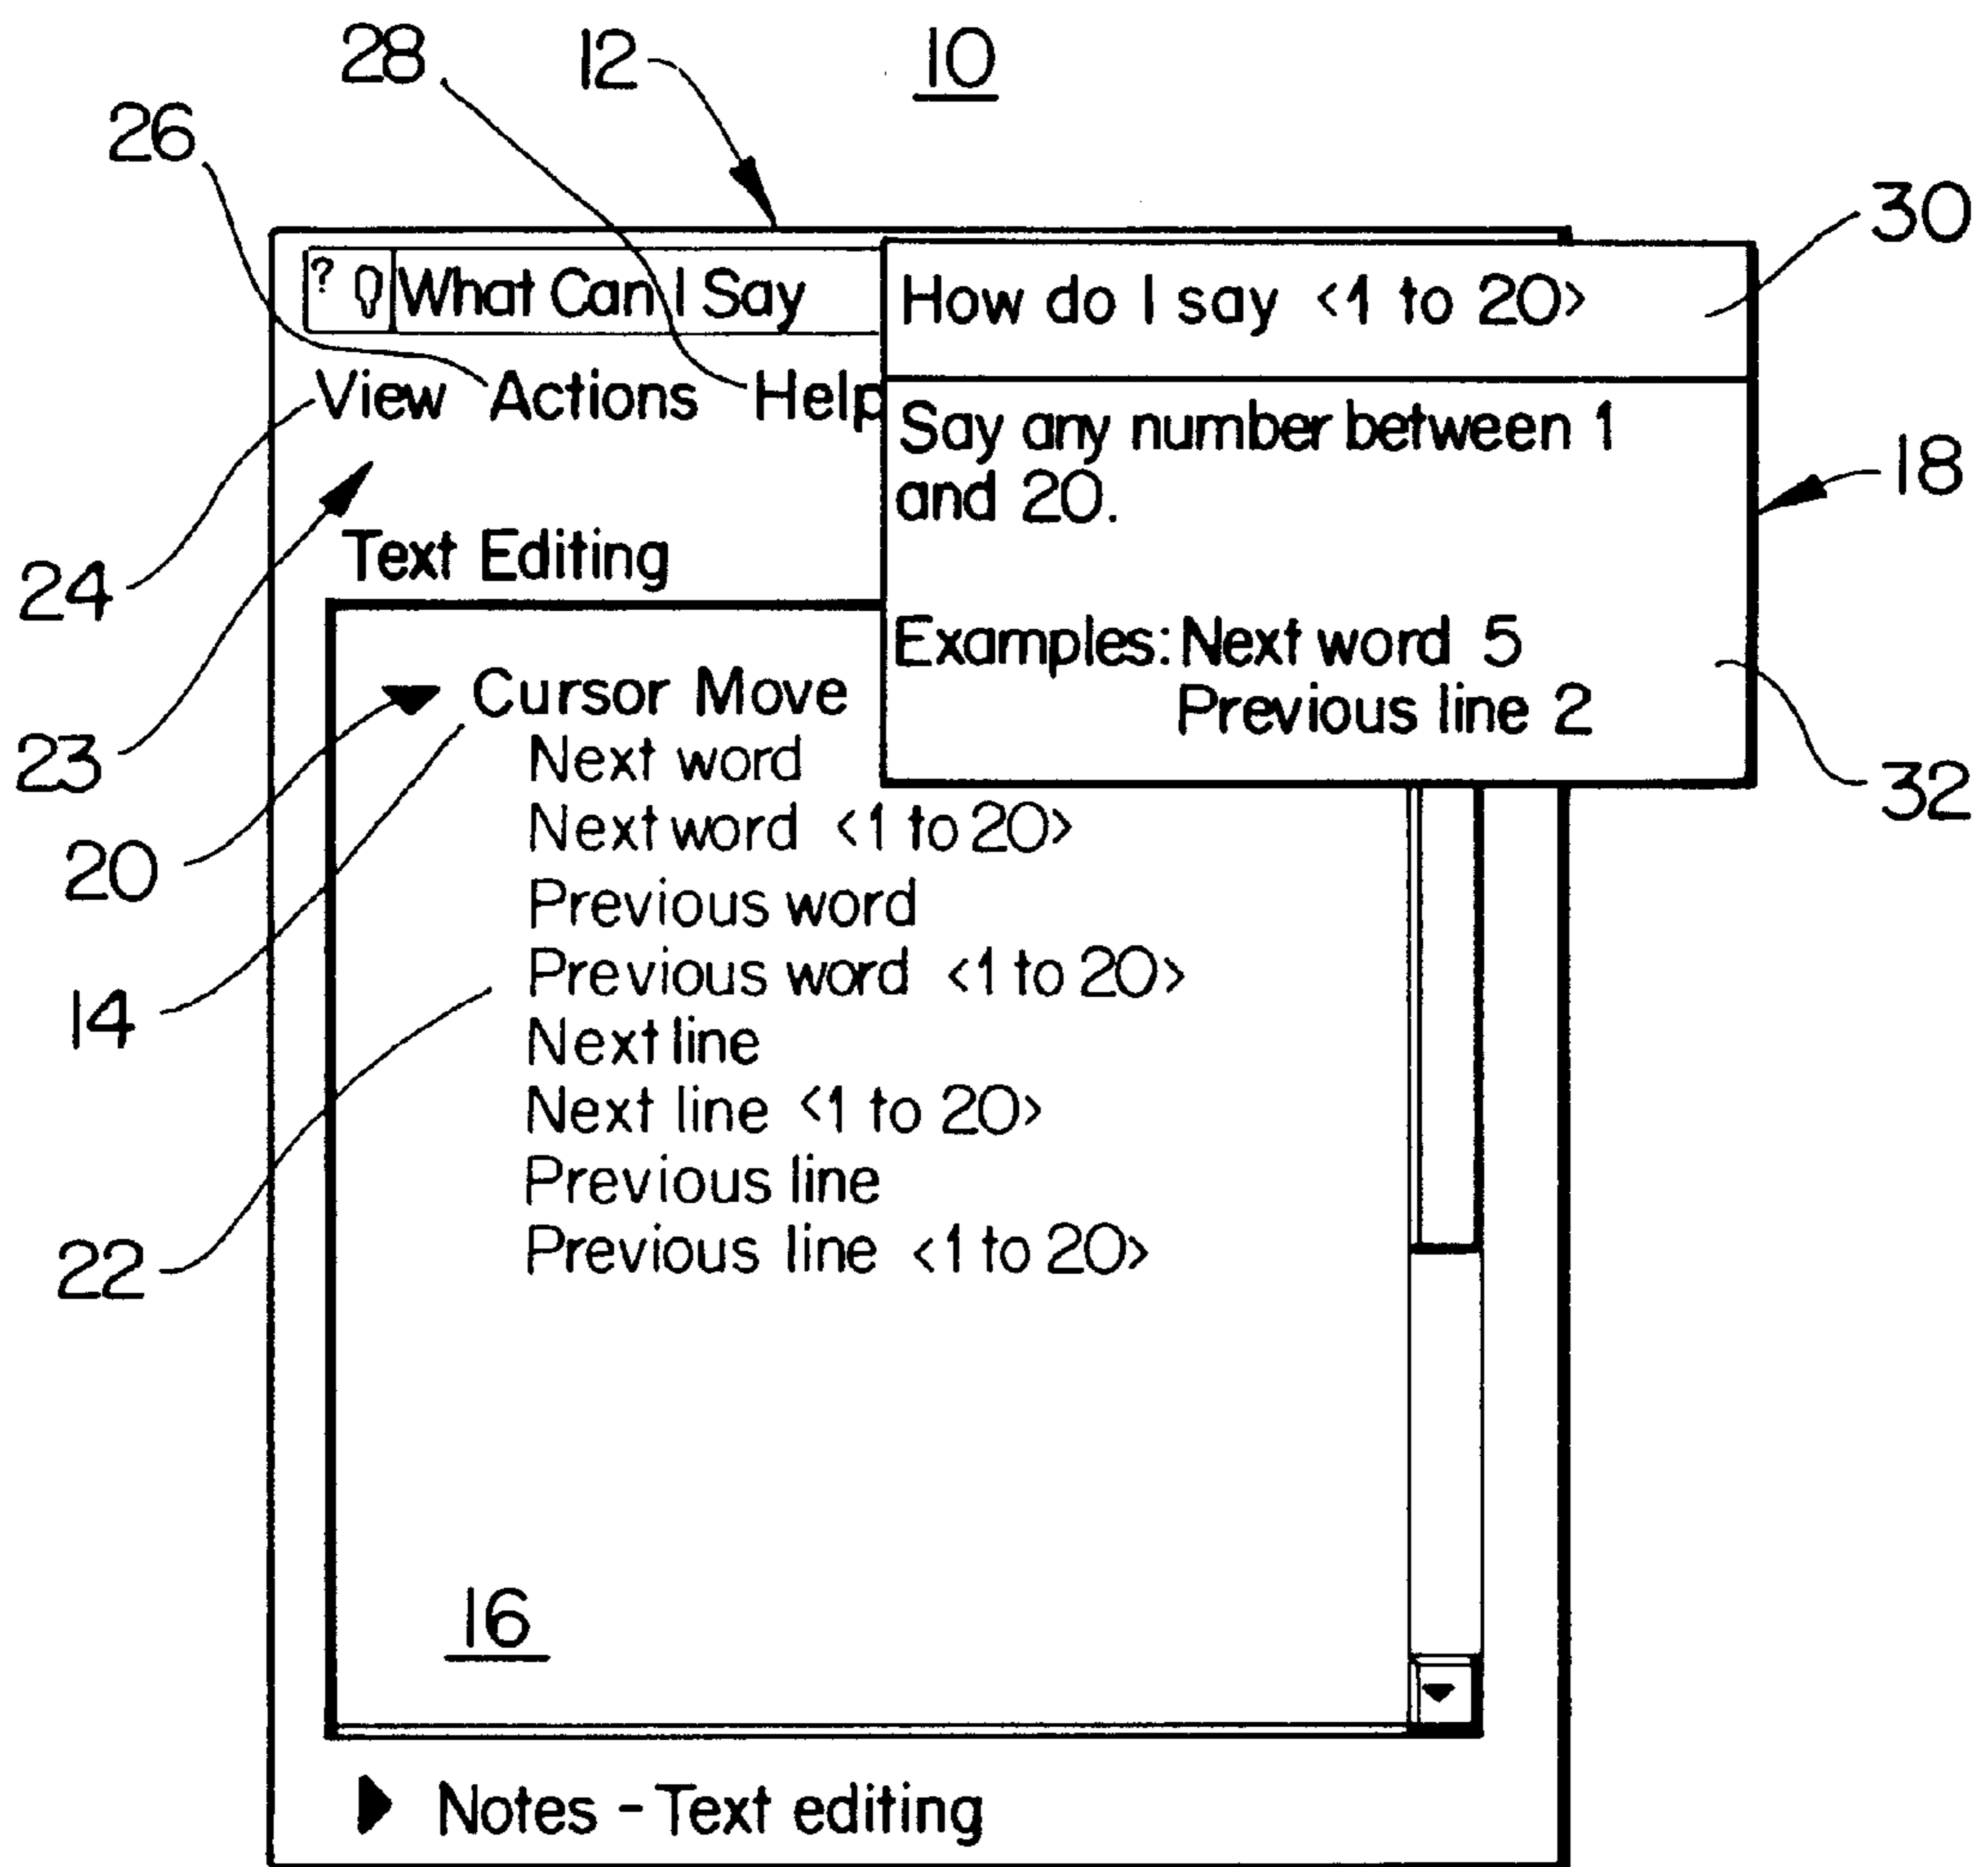 10
12
28
26
30
? What Can I Say
How do I say <1 to 20>
View Actions Help
Say any number between 1
and 20.
18
Text Editing
24
Examples: Next word 5
Previous line 2
23
32
Cursor Move
Next word
Next word <1 to 20>
20
Previous word
Previous word <1 to 20>
14
Next line
Next line <1 to 20>
Previous line
Previous line <1 to 20>
22
16
Notes - Text editing